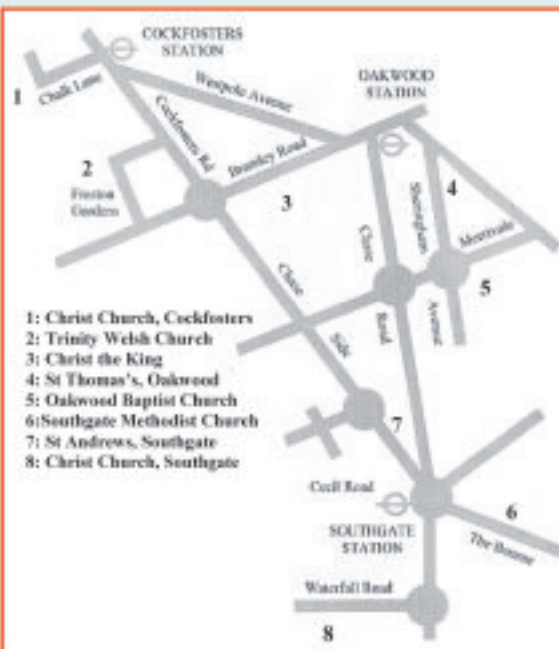 COCKFOSTERS
STATION
OAKWOOD
STATION
1
Chalk Lane
Westpole Avenue
Cockfosters Rd
Bramley Road
2
Freston
Gardens
3
4
Sheringham
Avenue
Merrivale
5
Chase
Road
Chase
Side
1: Christ Church, Cockfosters
2: Trinity Welsh Church
3: Christ the King
4: St Thomas's, Oakwood
5: Oakwood Baptist Church
6:Southgate Methodist Church
7: St Andrews, Southgate
8: Christ Church, Southgate
7
Cecil Road
SOUTHGATE
STATION
6
The Bourne
Waterfall Road
8